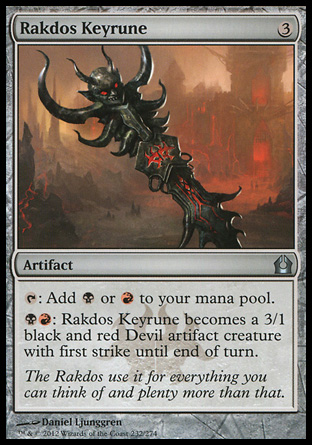 Rakdos Keyrune 3
Artifact
: Add or to your mana pool.
: Rakdos Keyrune becomes a 3/1
black and red Devil artifact creature
with first strike until end of turn.
The Rakdos use it for everything you
can think of and plenty more than that.
Daniel Ljunggren
™ & © 2012 Wizards of the Coast 232/274